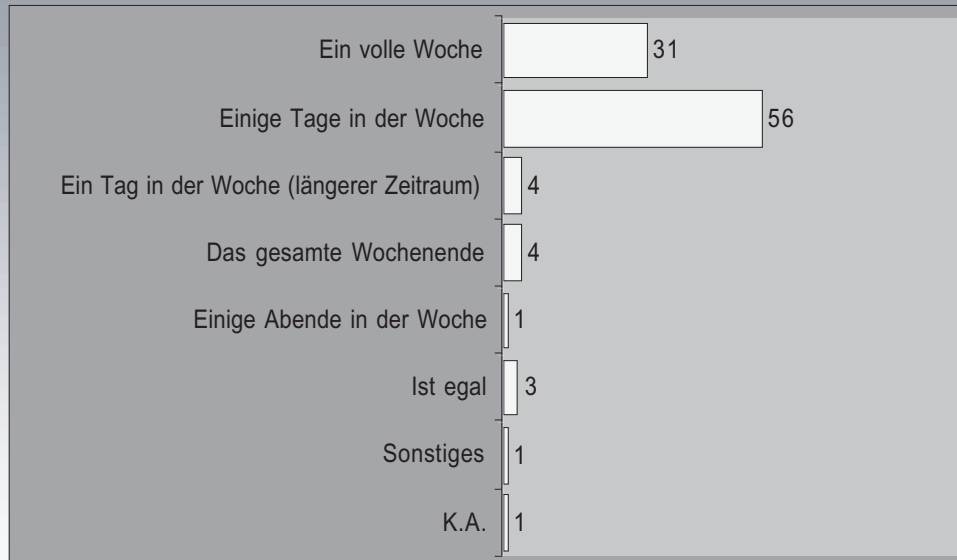 Ein volle Woche 31
Einige Tage in der Woche 56
Ein Tag in der Woche (längerer Zeitraum) 4
Das gesamte Wochenende 4
Einige Abende in der Woche 1
Ist egal 3
Sonstiges 1
K.A. 1